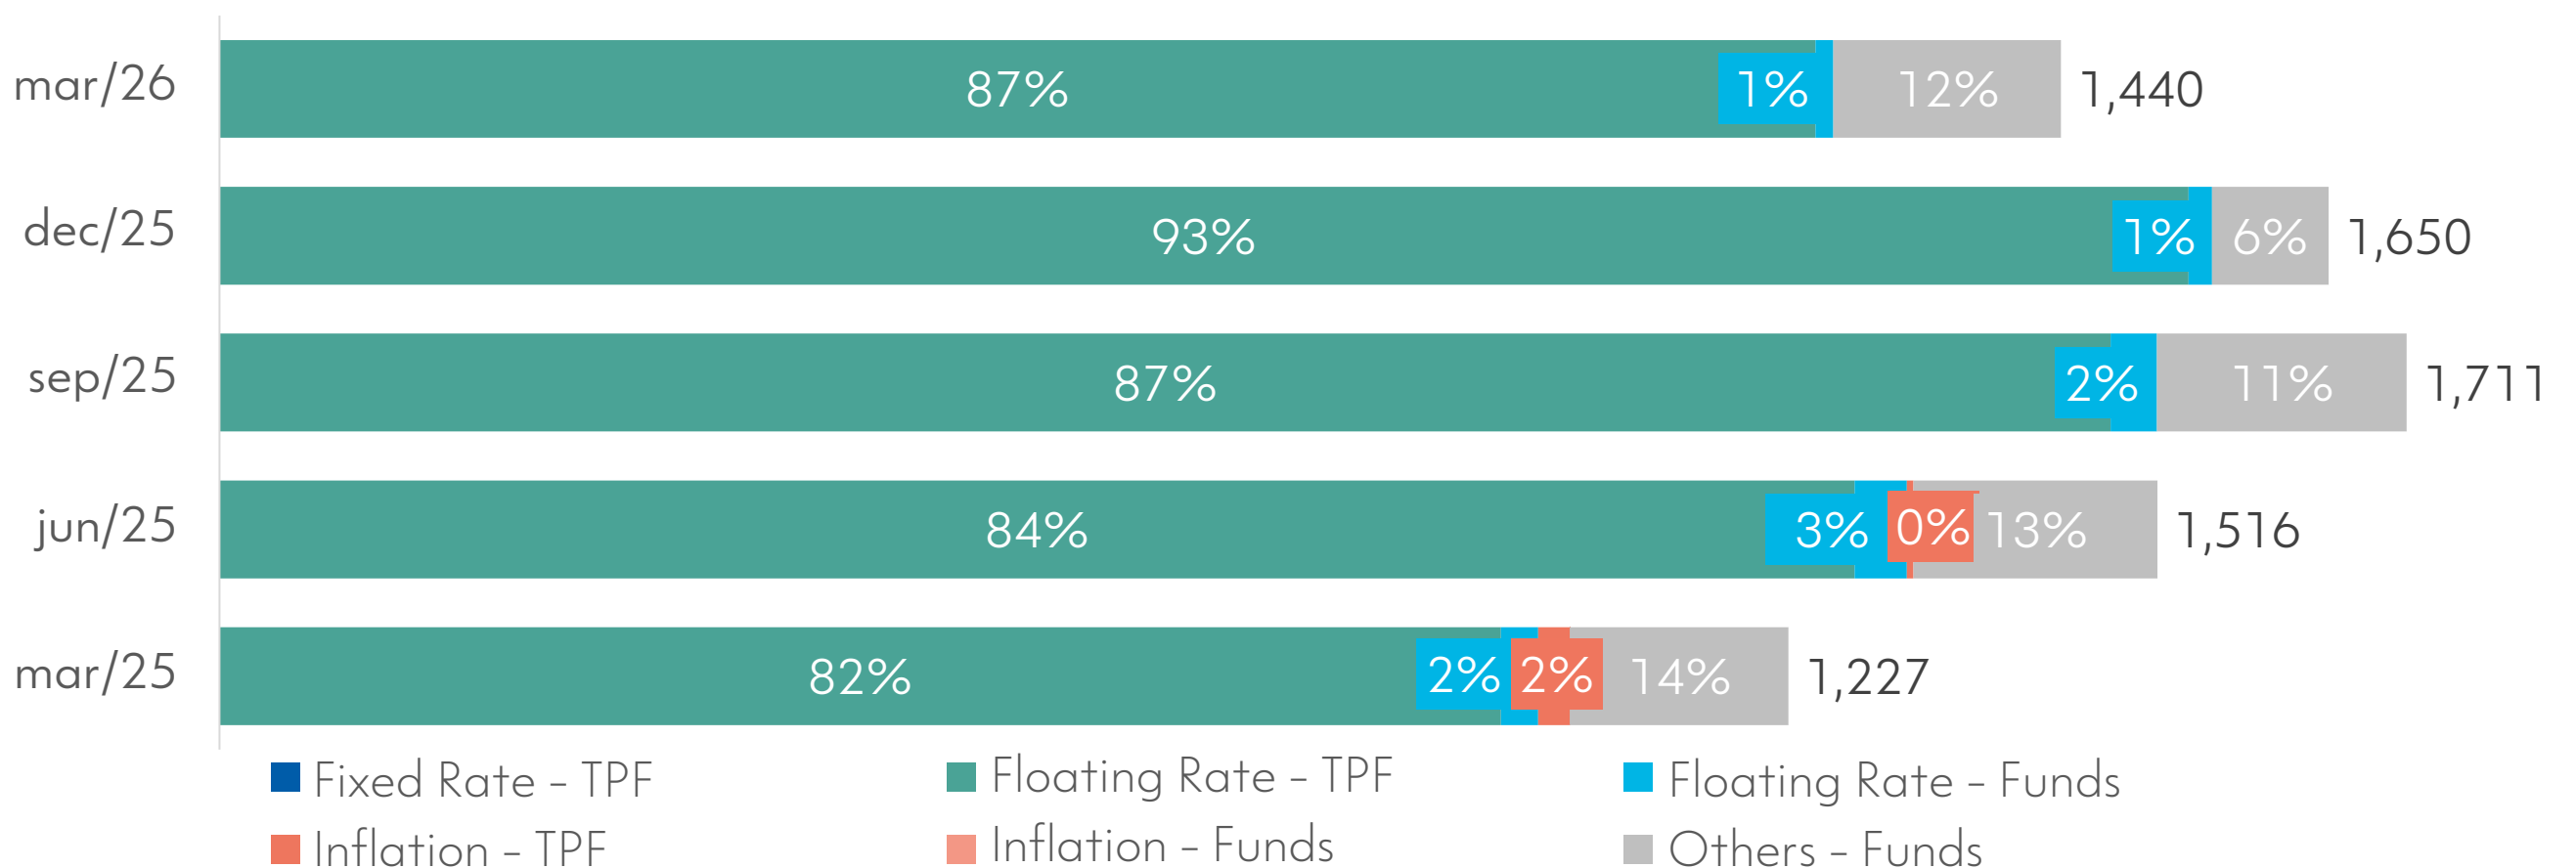 mar/26 87% 1% 12% 1,440
dec/25 93% 1% 6% 1,650
sep/25 87% 2% 11% 1,711
jun/25 84% 3% 0% 13% 1,516
mar/25 82% 2% 2% 14% 1,227
Fixed Rate – TPF Floating Rate – TPF Floating Rate – Funds
Inflation – TPF Inflation – Funds Others – Funds